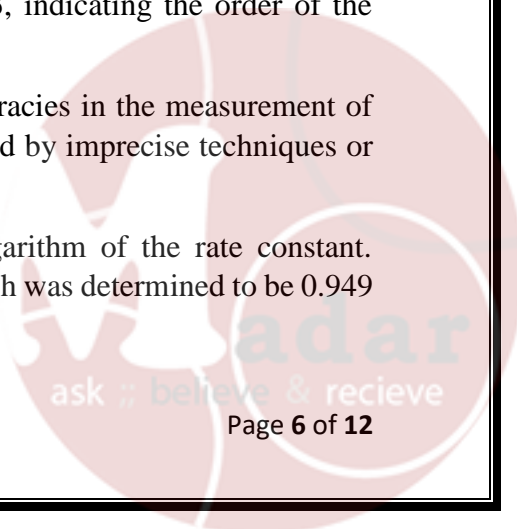 , indicating the order of the
racies in the measurement of
d by imprecise techniques or
garithm of the rate constant.
h was determined to be 0.949
adar
ask :: believe & recieve
Page 6 of 12